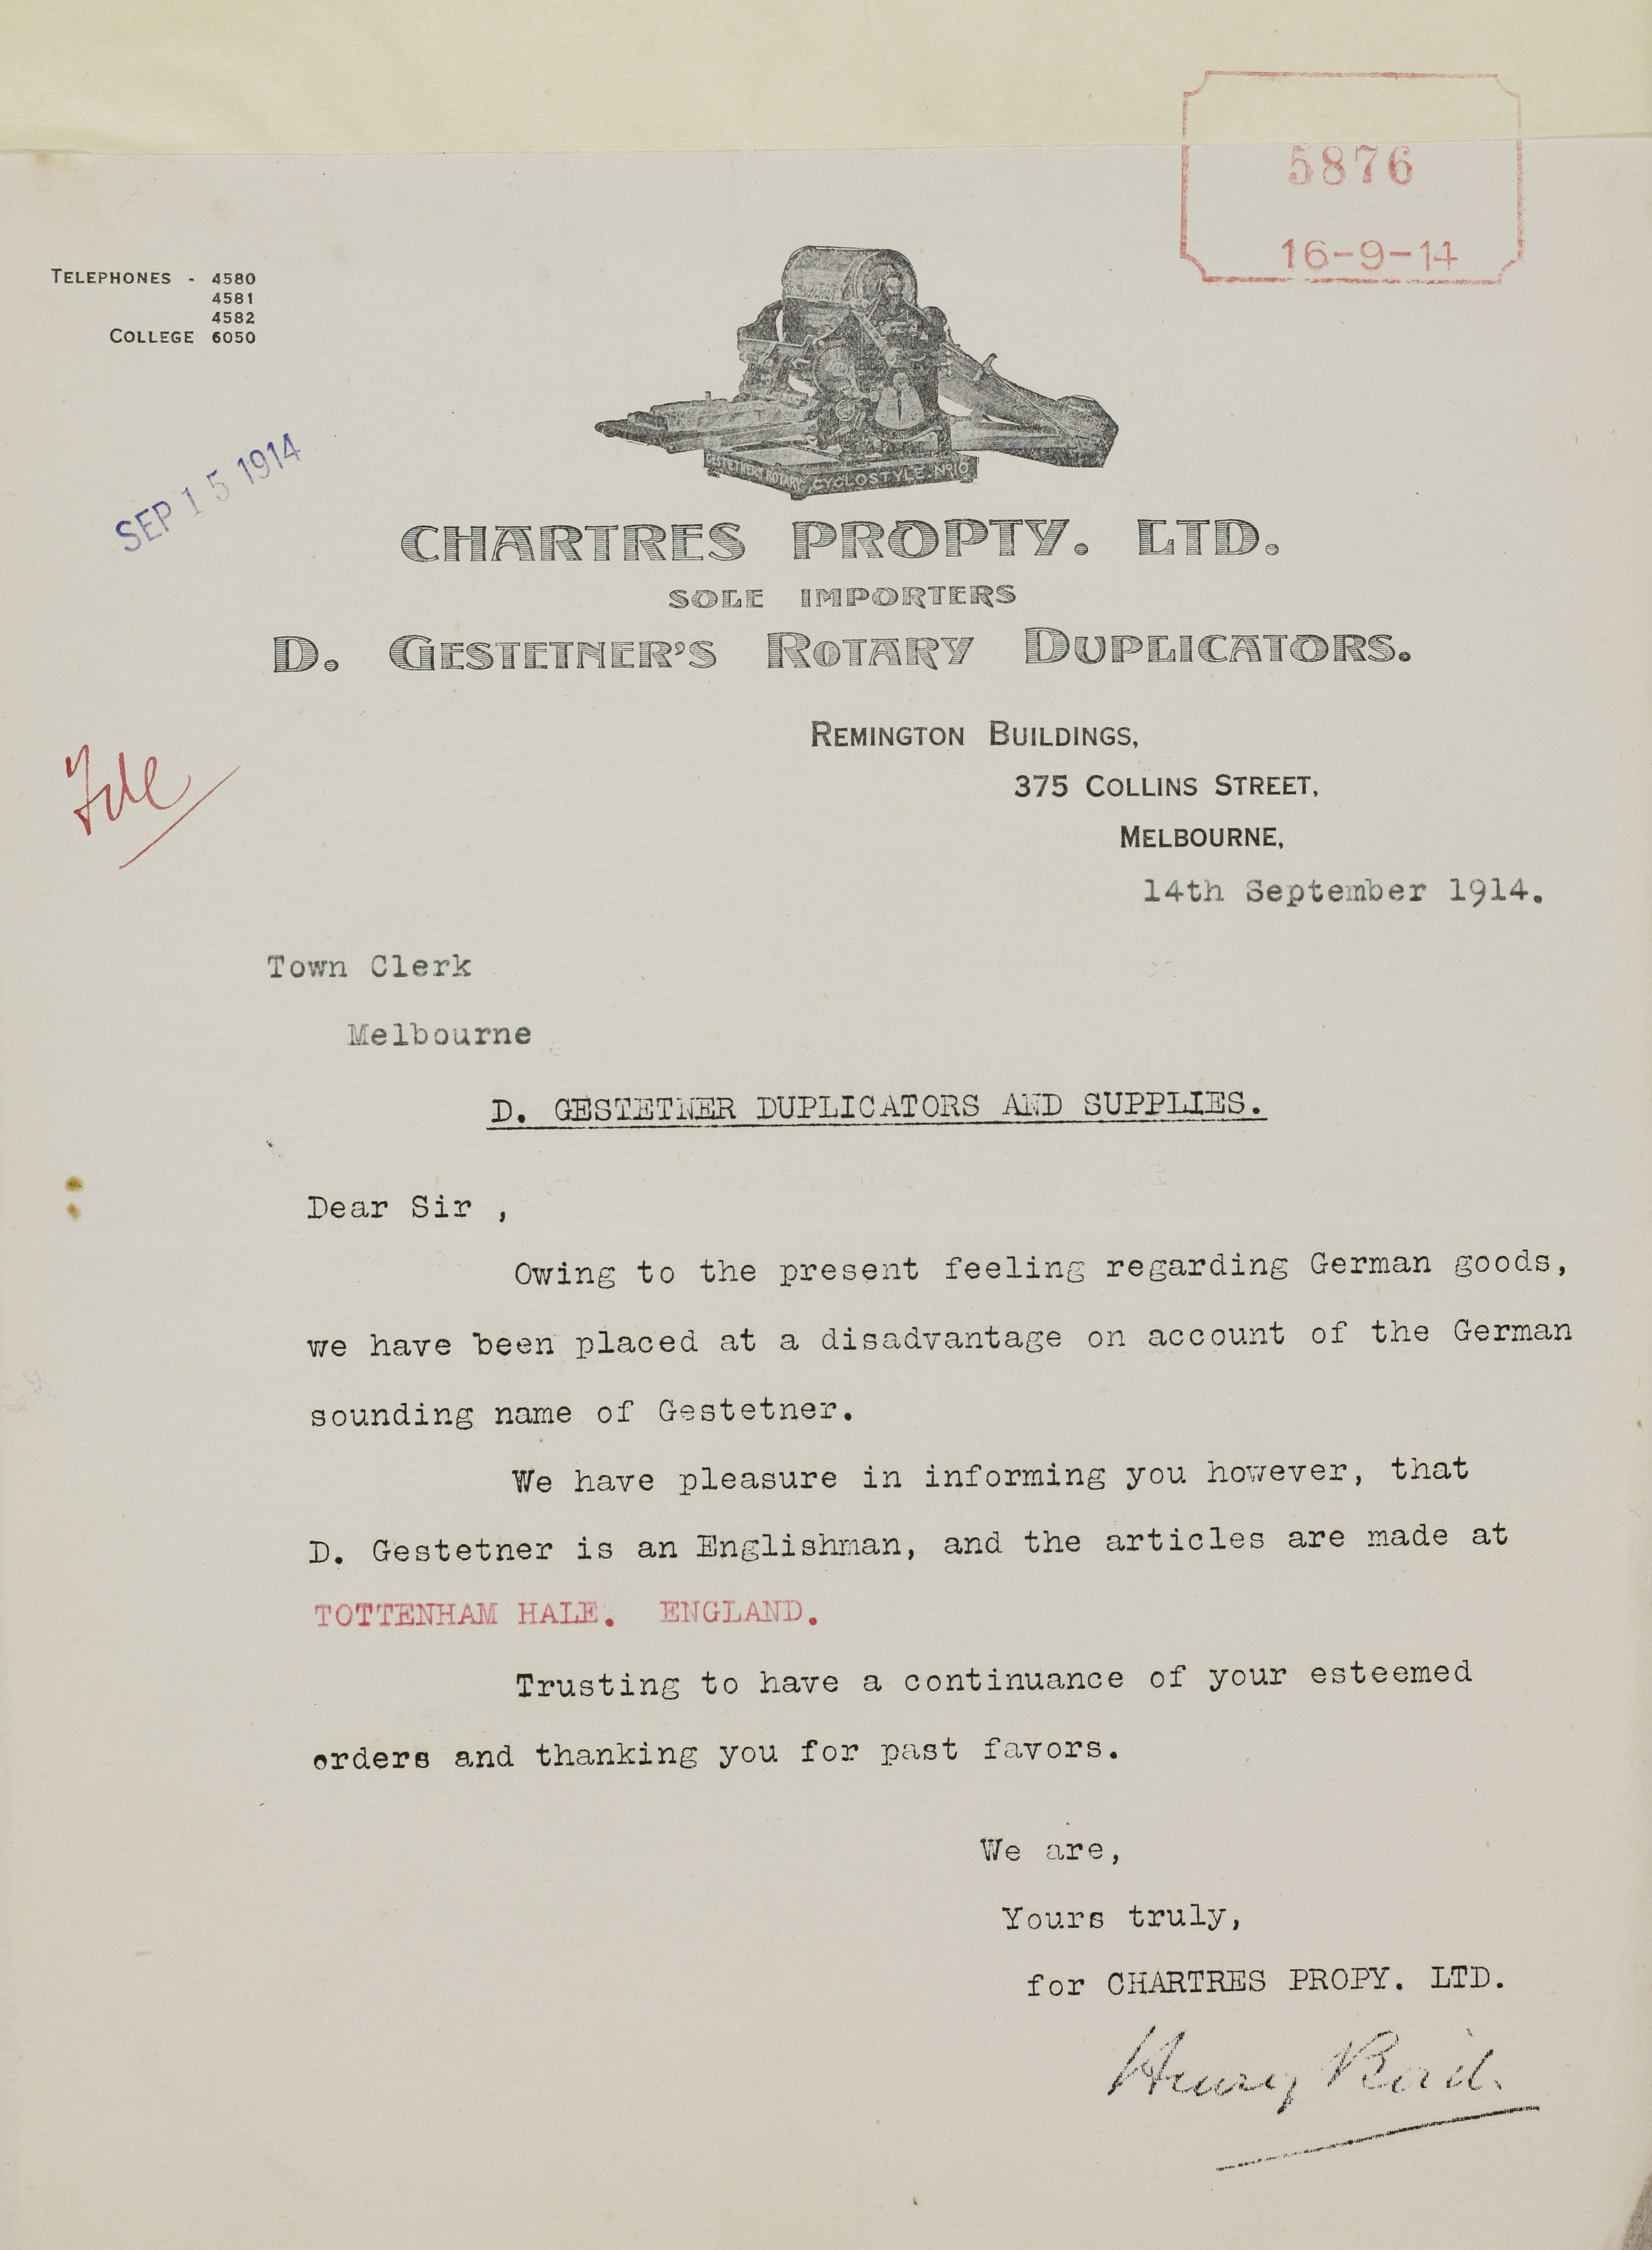 5876
16-9-14
TELEPHONES - 4580
4581
4582
COLLEGE 6050
GESTETNERS ROTARY CYCLOSTYLE. No10
SEP 15 1914
CHARTRES PROPTY. LTD.
SOLE IMPORTERS
D. GESTETNER'S ROTARY DUPLICATORS.
REMINGTON BUILDINGS,
File
375 COLLINS STREET,
MELBOURNE,
14th September 1914.
Town Clerk
Melbourne
D. GESTETNER DUPLICATORS AND SUPPLIES.
Dear Sir ,
Owing to the present feeling regarding German goods,
we have been placed at a disadvantage on account of the German
sounding name of Gestetner.
We have pleasure in informing you however, that
D. Gestetner is an Englishman, and the articles are made at
TOTTENHAM HALE. ENGLAND.
Trusting to have a continuance of your esteemed
orders and thanking you for past favors.
We are,
Yours truly,
for CHARTRES PROPY. LTD.
Henry